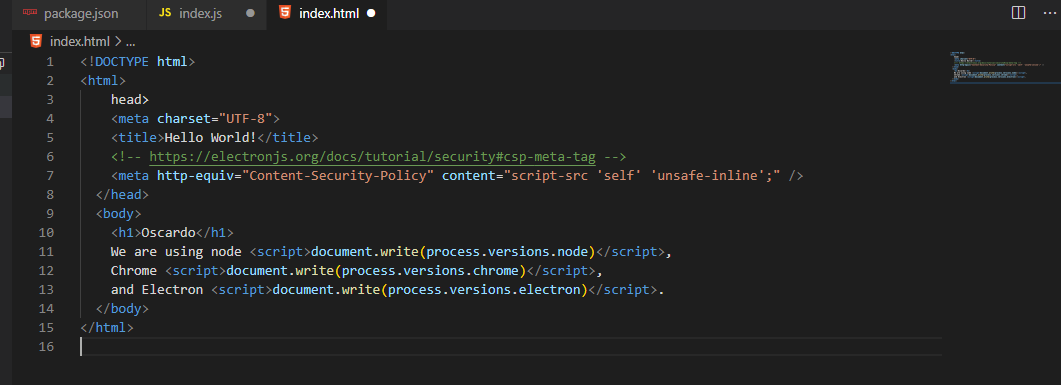 package.json JS index.js index.html
index.html > ...
1 <!DOCTYPE html>
2 <html>
3 head>
4 <meta charset="UTF-8">
5 <title>Hello World!</title>
6 <!-- https://electronjs.org/docs/tutorial/security#csp-meta-tag -->
7 <meta http-equiv="Content-Security-Policy" content="script-src 'self' 'unsafe-inline';" />
8 </head>
9 <body>
10 <h1>Oscardo</h1>
11 We are using node <script>document.write(process.versions.node)</script>,
12 Chrome <script>document.write(process.versions.chrome)</script>,
13 and Electron <script>document.write(process.versions.electron)</script>.
14 </body>
15 </html>
16